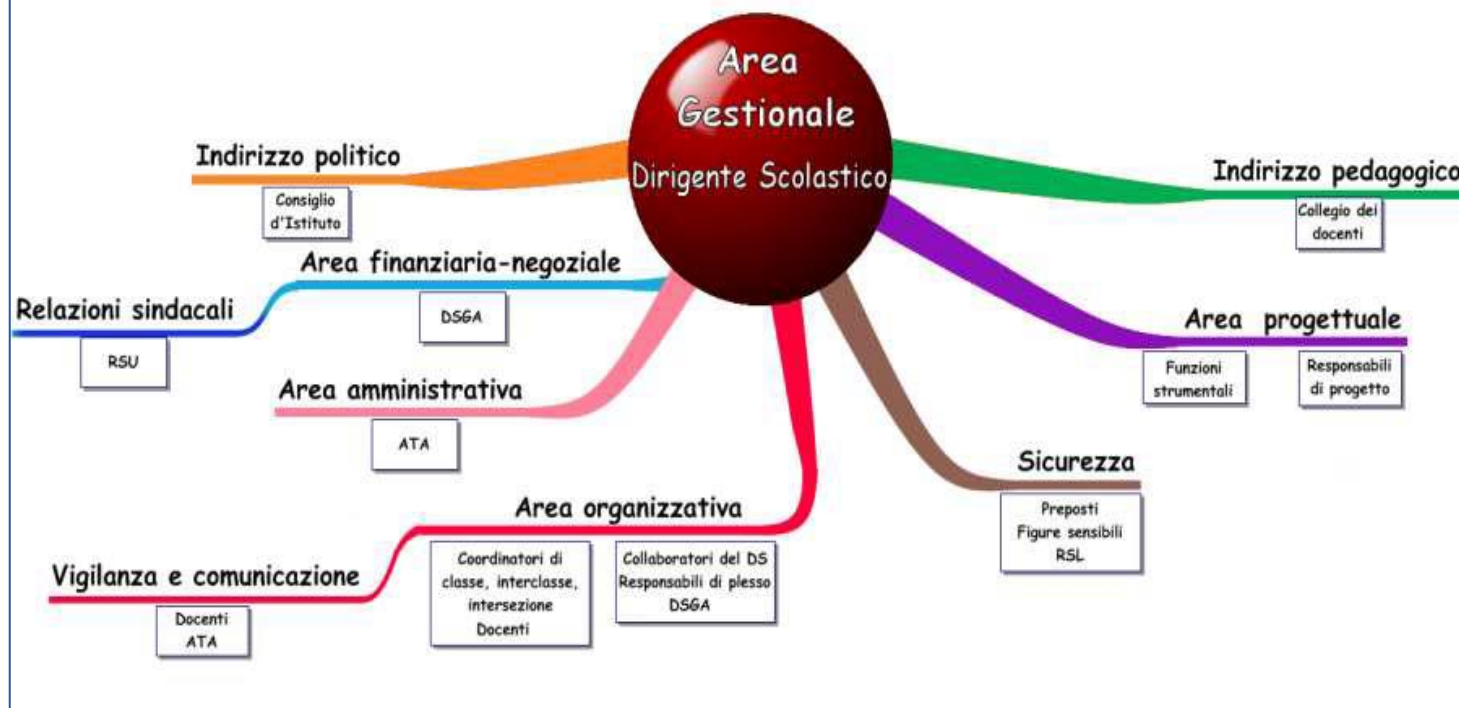 Area
Gestionale
Dirigente Scolastico
Indirizzo politico
Consiglio
d'Istituto
Area finanziaria-negoziale
DSGA
Relazioni sindacali
RSU
Area amministrativa
ATA
Area organizzativa
Coordinatori di
classe, interclasse,
intersezione
Docenti
Collaboratori del DS
Responsabili di plesso
DSGA
Vigilanza e comunicazione
Docenti
ATA
Indirizzo pedagogico
Collegio dei
docenti
Area progettuale
Funzioni
strumentali
Responsabili
di progetto
Sicurezza
Preposti
Figure sensibili
RSL